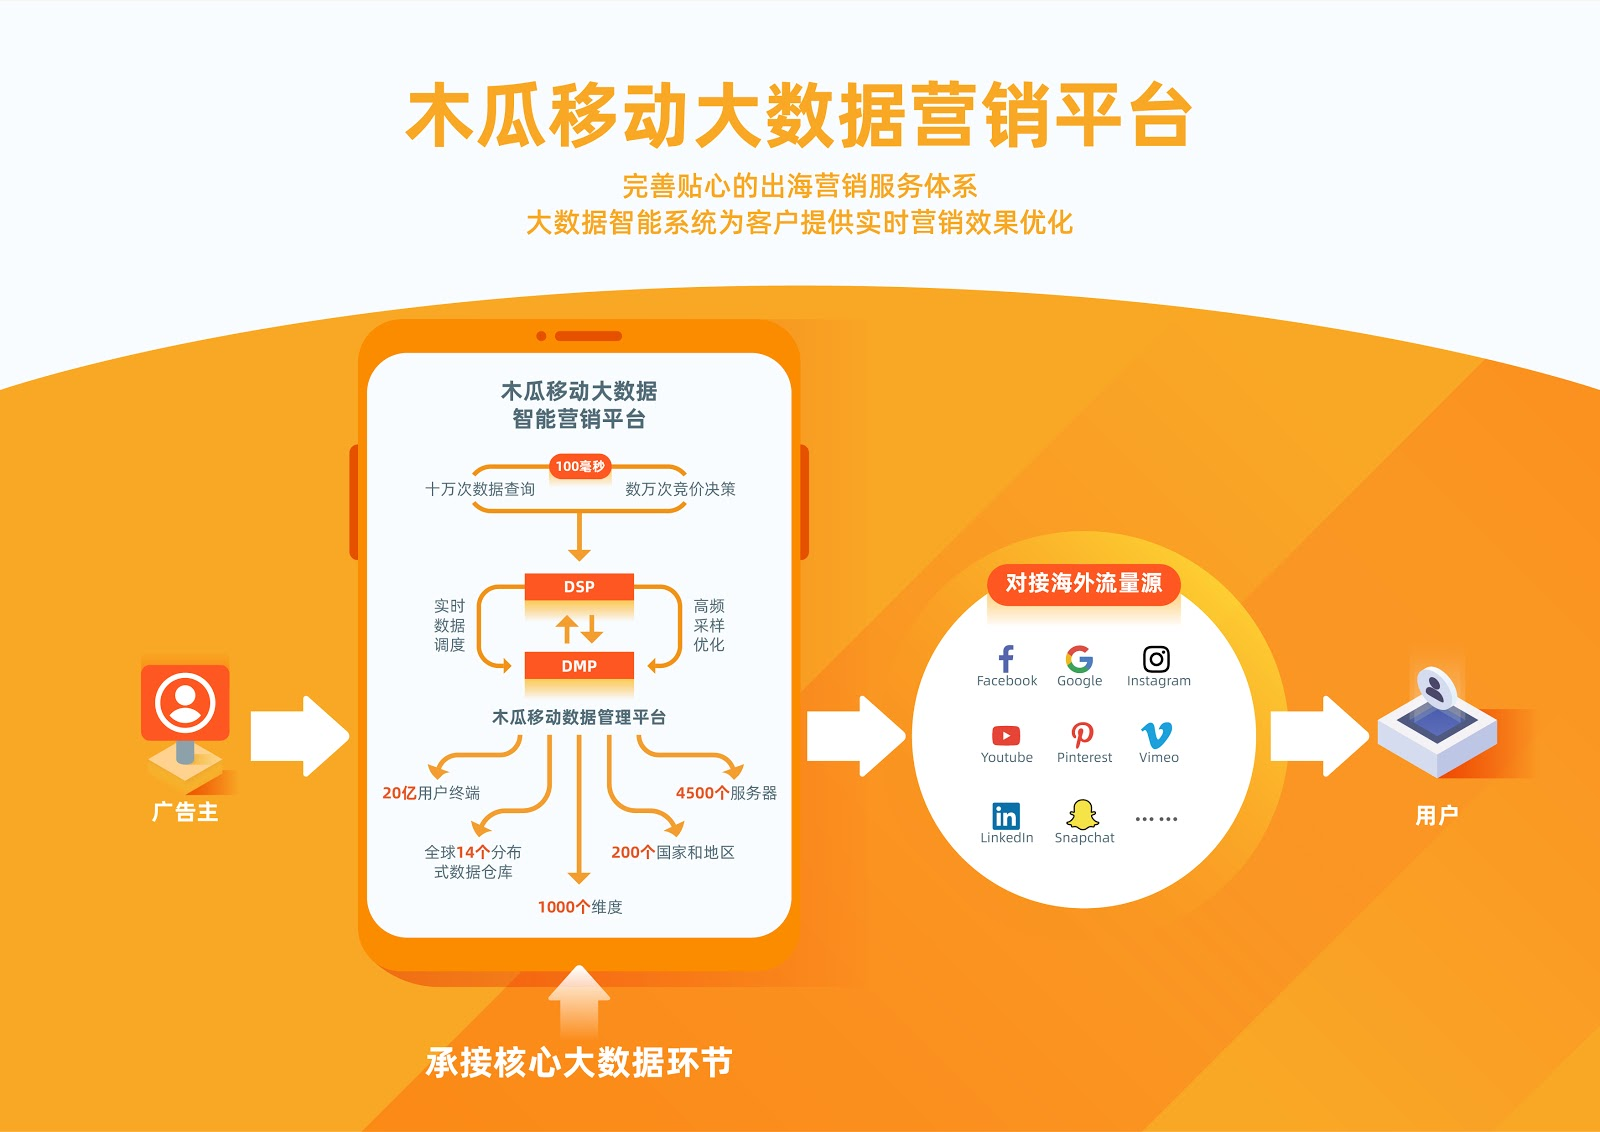 木瓜移动大数据营销平台
完善贴心的出海营销服务体系
大数据智能系统为客户提供实时营销效果优化
木瓜移动大数据
智能营销平台
100毫秒
十万次数据查询
数万次竞价决策
DSP
实时
数据
调度
高频
采样
优化
DMP
木瓜移动数据管理平台
20亿用户终端
4500个服务器
全球14个分布
式数据仓库
200个国家和地区
1000个维度
承接核心大数据环节
广告主
对接海外流量源
Facebook
Google
Instagram
Youtube
Pinterest
Vimeo
in
LinkedIn
Snapchat
……
用户